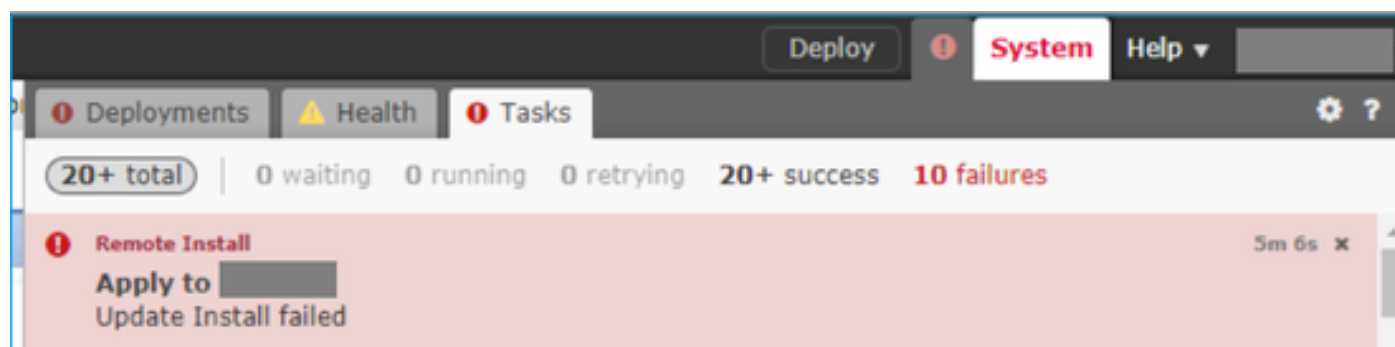 Deploy System Help
Deployments Health Tasks ?
20+ total 0 waiting 0 running 0 retrying 20+ success 10 failures
Remote Install 5m 6s
Apply to
Update Install failed